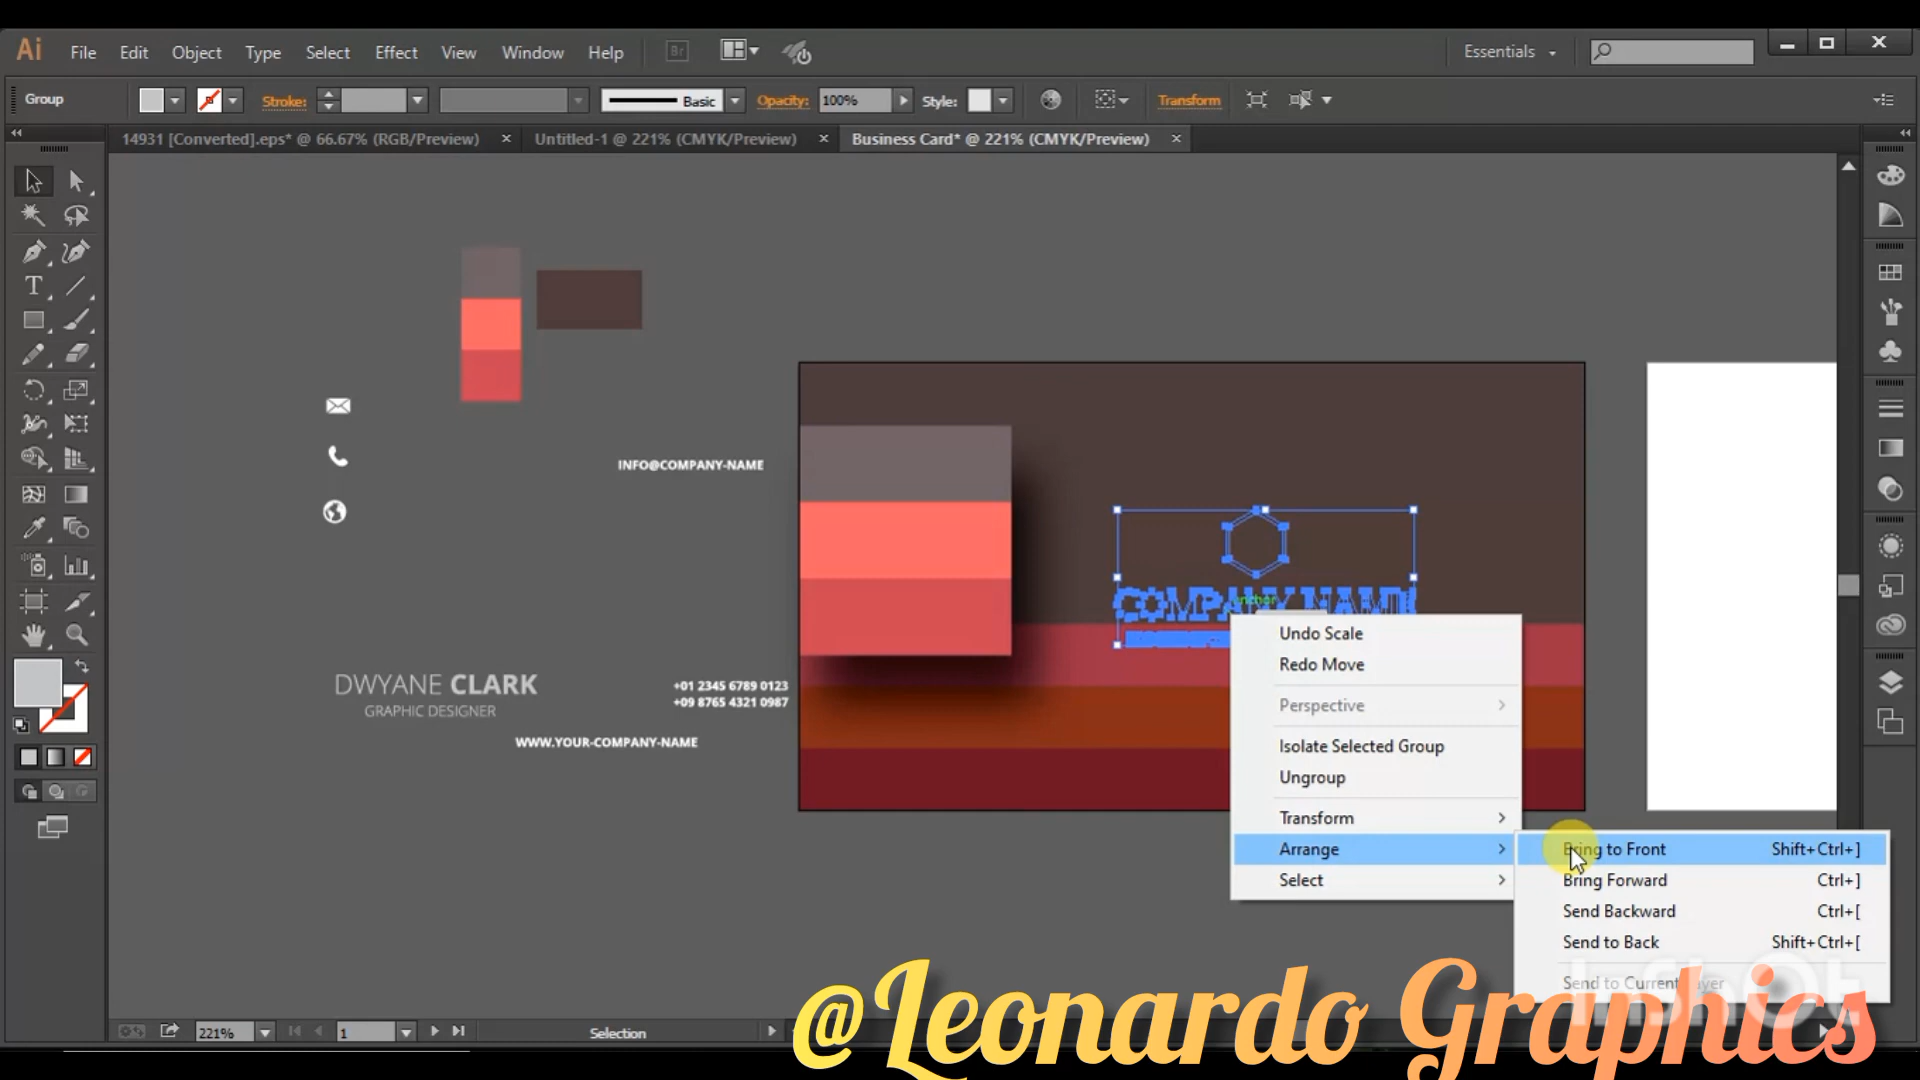 Ai File Edit Object Type Select Effect View Window Help Br Essentials
Group Stroke: Basic Opacity: 100% Style: Transform
14931 [Converted].eps* @ 66.67% (RGB/Preview) × Untitled-1 @ 221% (CMYK/Preview) × Business Card* @ 221% (CMYK/Preview) ×
INFO@COMPANY-NAME
COMPANY NAME
anchor
Undo Scale
Redo Move
DWYANE CLARK
GRAPHIC DESIGNER
+01 2345 6789 0123
+09 8765 4321 0987
WWW.YOUR-COMPANY-NAME
Perspective
Isolate Selected Group
Ungroup
Transform
Arrange
Select
Bring to Front Shift+Ctrl+]
Bring Forward Ctrl+]
Send Backward Ctrl+[
Send to Back Shift+Ctrl+[
Send to Current Layer
InShot
221% 1 Selection
@Leonardo Graphics